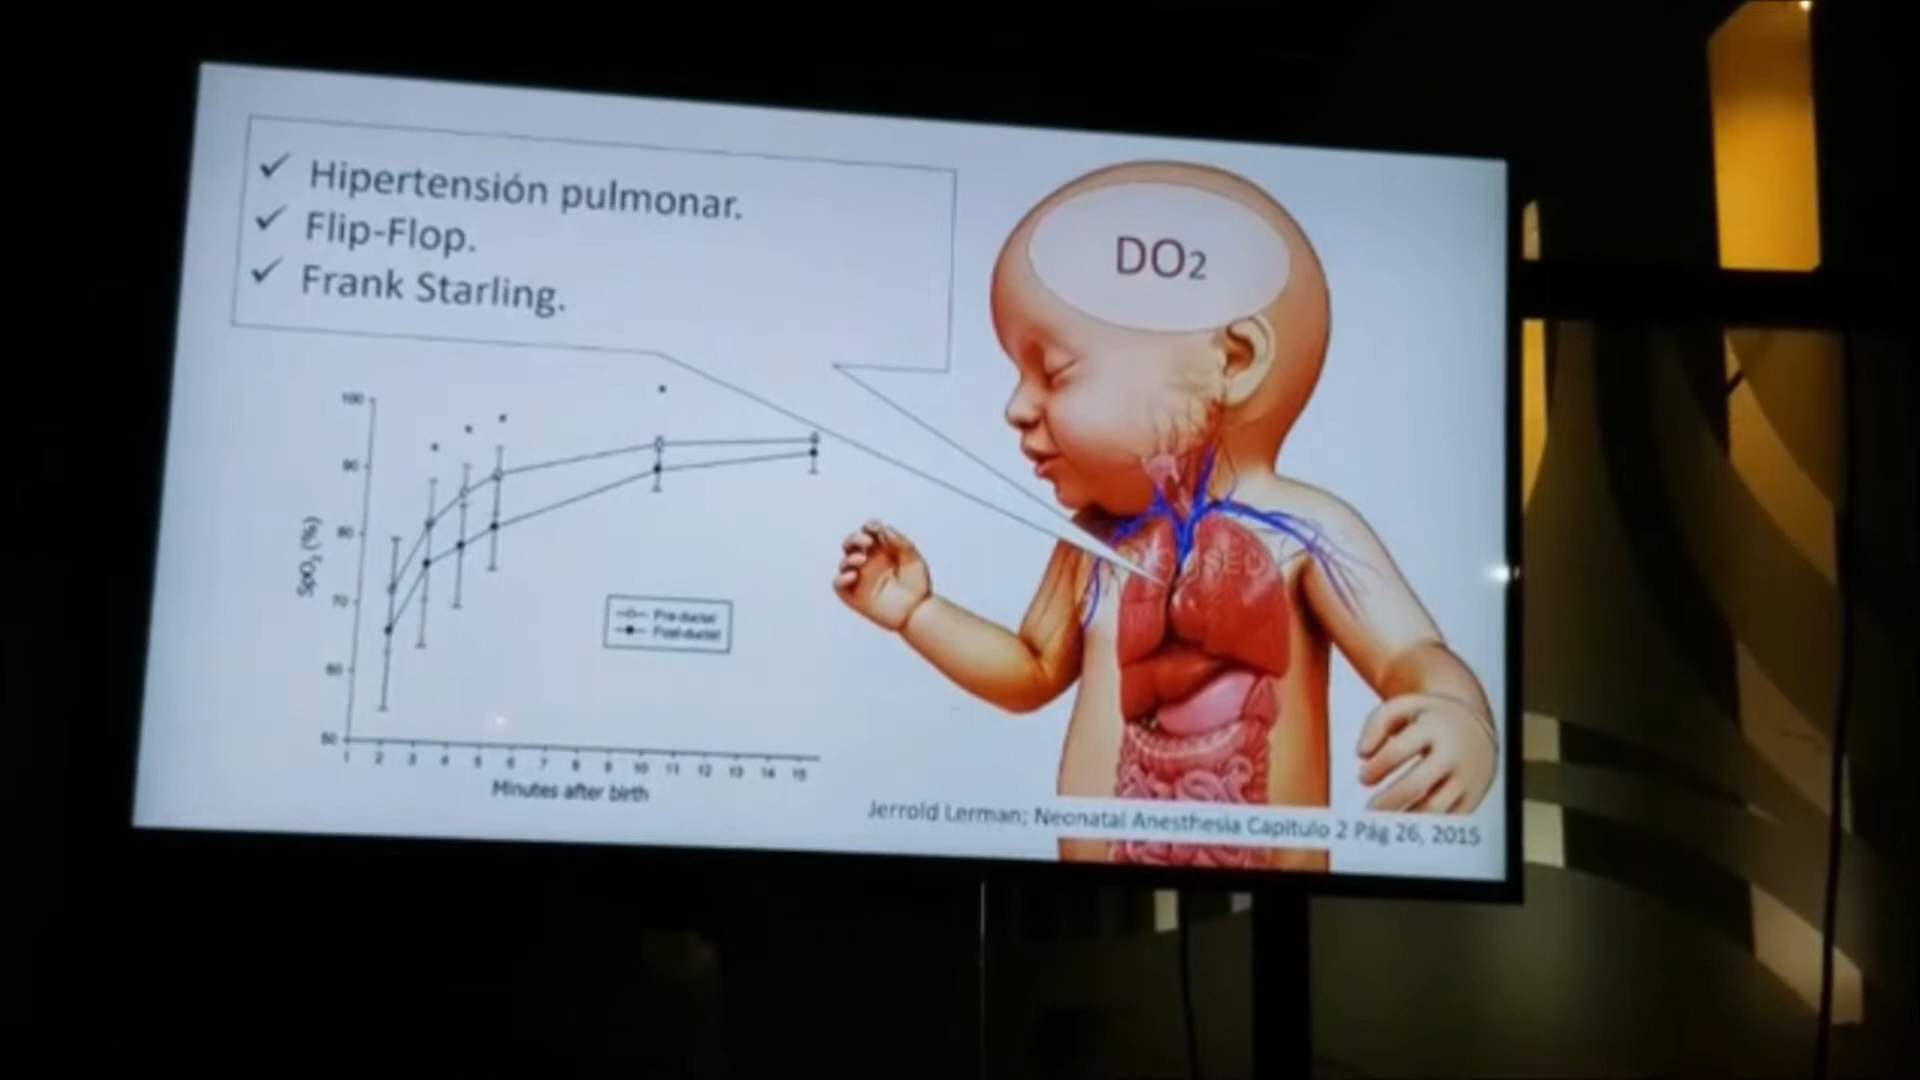 ✓ Hipertensión pulmonar.
✓ Flip-Flop.
✓ Frank Starling.
DO₂
100
90
80
70
60
50
SpO₂ (%)
Pre-ductal
Post-ductal
1 2 3 4 5 6 7 8 9 10 11 12 13 14 15
Minutes after birth
Jerrold Lerman; Neonatal Anesthesia Capitulo 2 Pág 26, 2015